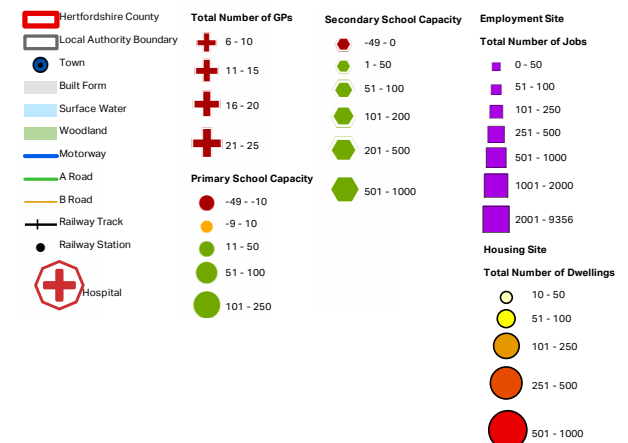 Hertfordshire County
Local Authority Boundary
Town
Built Form
Surface Water
Woodland
Motorway
A Road
B Road
Railway Track
Railway Station
Hospital
Total Number of GPs
6 - 10
11 - 15
16 - 20
21 - 25
Primary School Capacity
-49 - -10
-9 - 10
11 - 50
51 - 100
101 - 250
Secondary School Capacity
-49 - 0
1 - 50
51 - 100
101 - 200
201 - 500
501 - 1000
Employment Site
Total Number of Jobs
0 - 50
51 - 100
101 - 250
251 - 500
501 - 1000
1001 - 2000
2001 - 9356
Housing Site
Total Number of Dwellings
10 - 50
51 - 100
101 - 250
251 - 500
501 - 1000